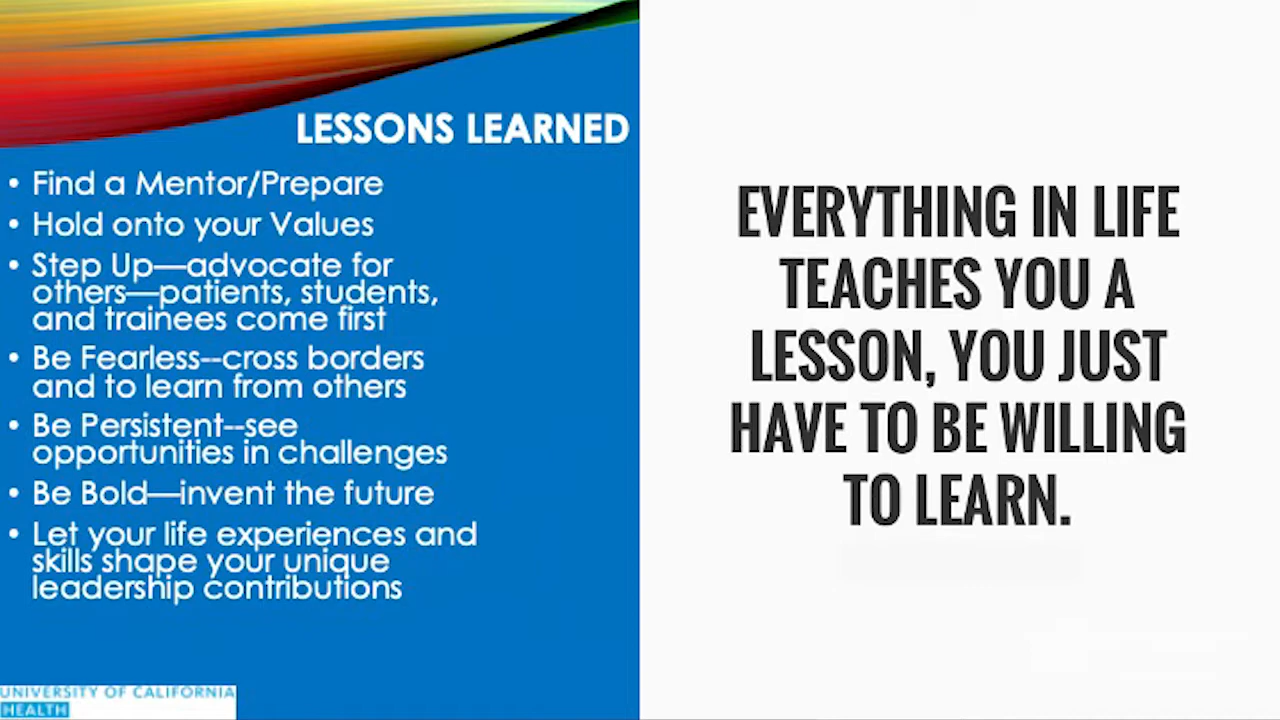 LESSONS LEARNED
• Find a Mentor/Prepare
• Hold onto your Values
• Step Up—advocate for
others—patients, students,
and trainees come first
• Be Fearless--cross borders
and to learn from others
• Be Persistent--see
opportunities in challenges
• Be Bold—invent the future
• Let your life experiences and
skills shape your unique
leadership contributions
UNIVERSITY OF CALIFORNIA
HEALTH
EVERYTHING IN LIFE
TEACHES YOU A
LESSON, YOU JUST
HAVE TO BE WILLING
TO LEARN.